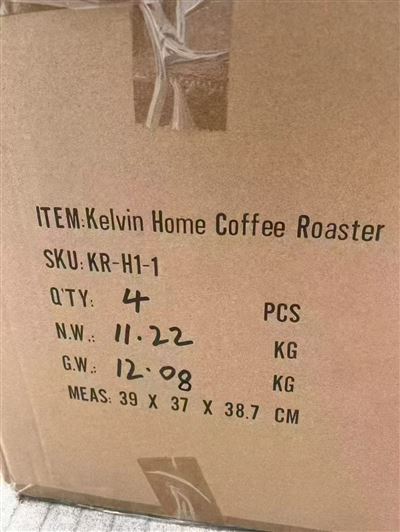 ITEM:Kelvin Home Coffee Roaster
SKU: KR-H1-1
Q'TY: 4 PCS
N.W.: 11.22 KG
G.W.: 12.08 KG
MEAS: 39 X 37 X 38.7 CM